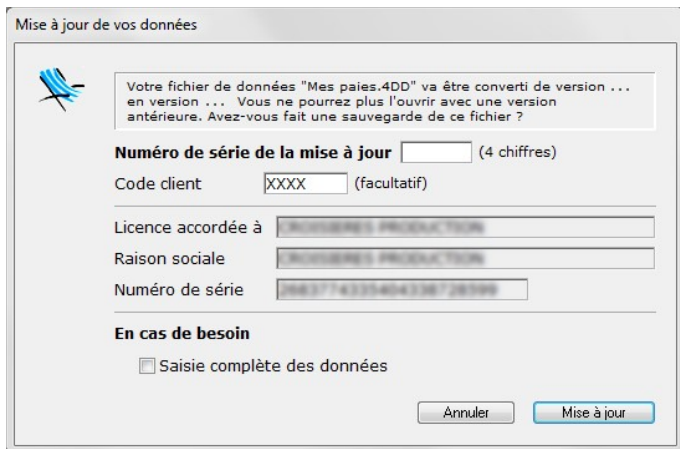 Mise à jour de vos données
Votre fichier de données "Mes paies.4DD" va être converti de version ...
en version ... Vous ne pourrez plus l'ouvrir avec une version
antérieure. Avez-vous fait une sauvegarde de ce fichier ?
Numéro de série de la mise à jour (4 chiffres)
Code client XXXX (facultatif)
Licence accordée à
Raison sociale
Numéro de série
En cas de besoin
Saisie complète des données
Annuler Mise à jour